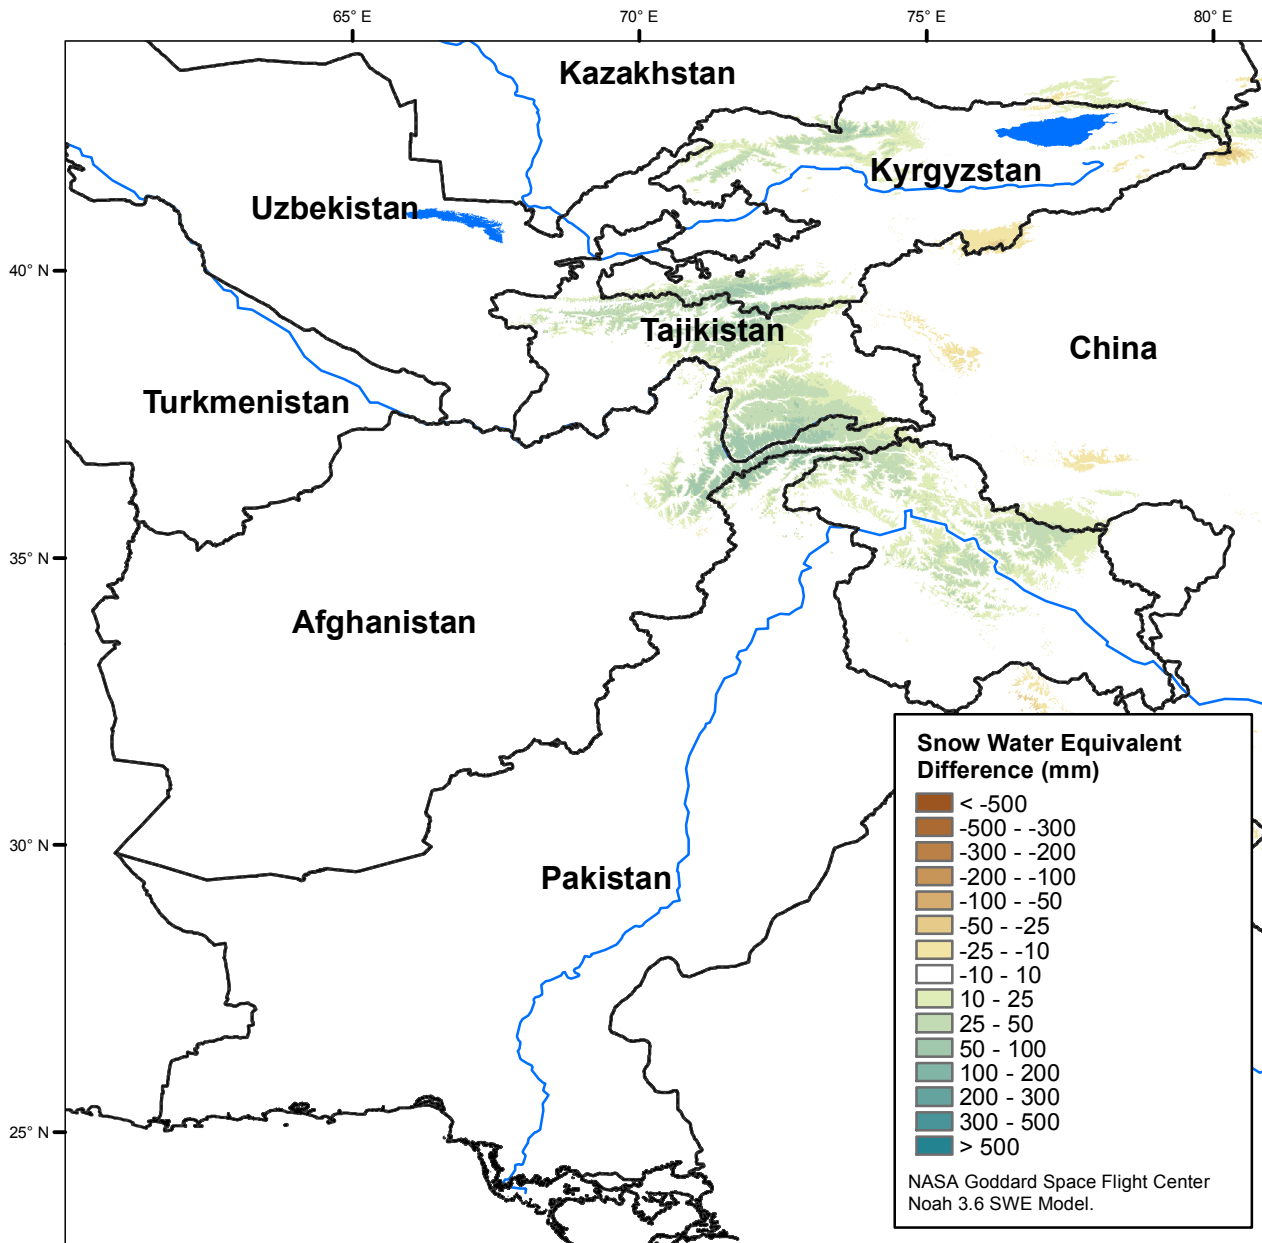 65° E
70° E
75° E
80° E
Kazakhstan
Kyrgyzstan
Uzbekistan
40° N
Tajikistan
China
Turkmenistan
35° N
Afghanistan
Snow Water Equivalent
Difference (mm)
< -500
-500 - -300
-300 - -200
-200 - -100
-100 - -50
-50 - -25
-25 - -10
-10 - 10
10 - 25
25 - 50
50 - 100
100 - 200
200 - 300
300 - 500
> 500
NASA Goddard Space Flight Center
Noah 3.6 SWE Model.
30° N
Pakistan
25° N